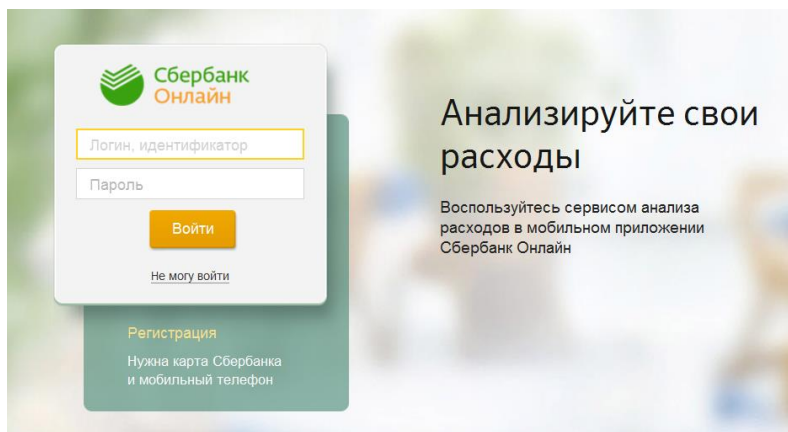 Сбербанк
Онлайн
Логин, идентификатор
Пароль
Войти
Не могу войти
Регистрация
Нужна карта Сбербанка
и мобильный телефон
Анализируйте свои
расходы
Воспользуйтесь сервисом анализа
расходов в мобильном приложении
Сбербанк Онлайн